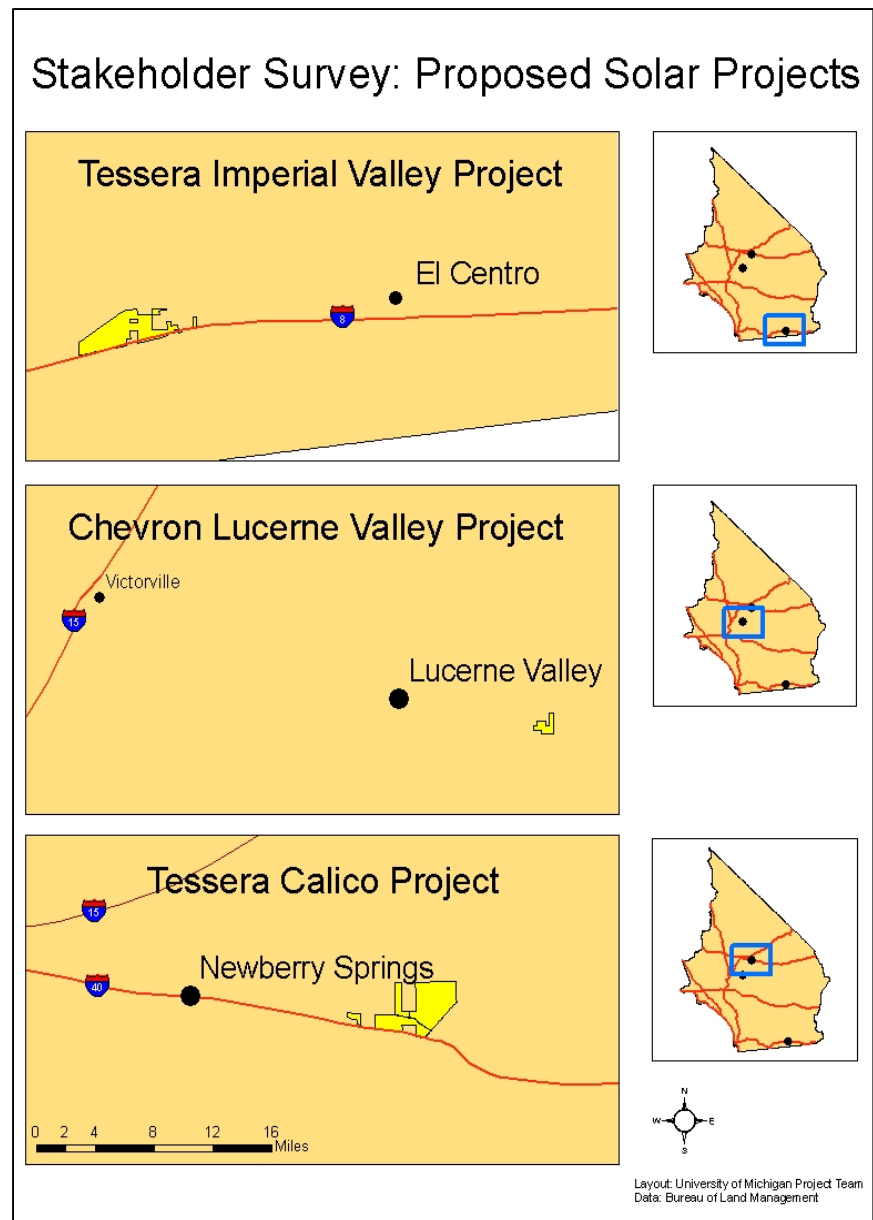 Stakeholder Survey: Proposed Solar Projects
Tessera Imperial Valley Project
El Centro
8
Chevron Lucerne Valley Project
Victorville
15
Lucerne Valley
Tessera Calico Project
15
Newberry Springs
40
0 2 4 8 12 16
Miles
N
W E
S
Layout: University of Michigan Project Team
Data: Bureau of Land Management